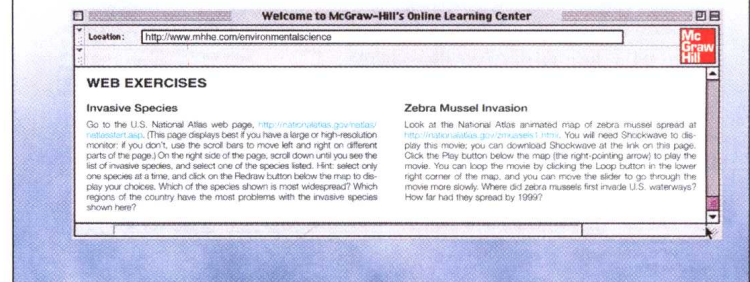 Welcome to McGraw-Hill's Online Learning Center
Location: http://www.mhhe.com/environmentalscience
Mc
Graw
Hill
WEB EXERCISES
Invasive Species
Go to the U.S. National Atlas web page, http://nationalatlas.gov/natlas/
natlasstart.asp. (This page displays best if you have a large or high-resolution
monitor: if you don't, use the scroll bars to move left and right on different
parts of the page.) On the right side of the page, scroll down until you see the
list of invasive species, and select one of the species listed. Hint: select only
one species at a time, and click on the Redraw button below the map to dis-
play your choices. Which of the species shown is most widespread? Which
regions of the country have the most problems with the invasive species
shown here?
Zebra Mussel Invasion
Look at the National Atlas animated map of zebra mussel spread at
http://nationalatlas.gov/zmussels1.html. You will need Shockwave to dis-
play this movie; you can download Shockwave at the link on this page.
Click the Play button below the map (the right-pointing arrow) to play the
movie. You can loop the movie by clicking the Loop button in the lower
right corner of the map, and you can move the slider to go through the
movie more slowly. Where did zebra mussels first invade U.S. waterways?
How far had they spread by 1999?